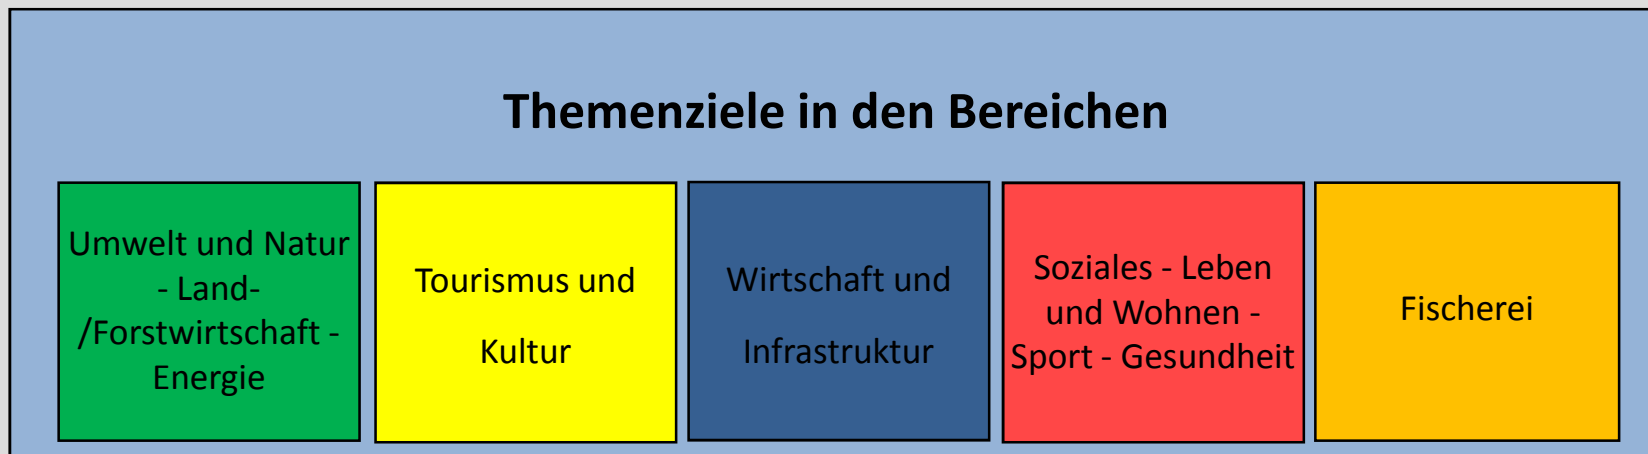 Themenziele in den Bereichen
Umwelt und Natur
- Land-
/Forstwirtschaft -
Energie
Tourismus und
Kultur
Wirtschaft und
Infrastruktur
Soziales - Leben
und Wohnen -
Sport - Gesundheit
Fischerei